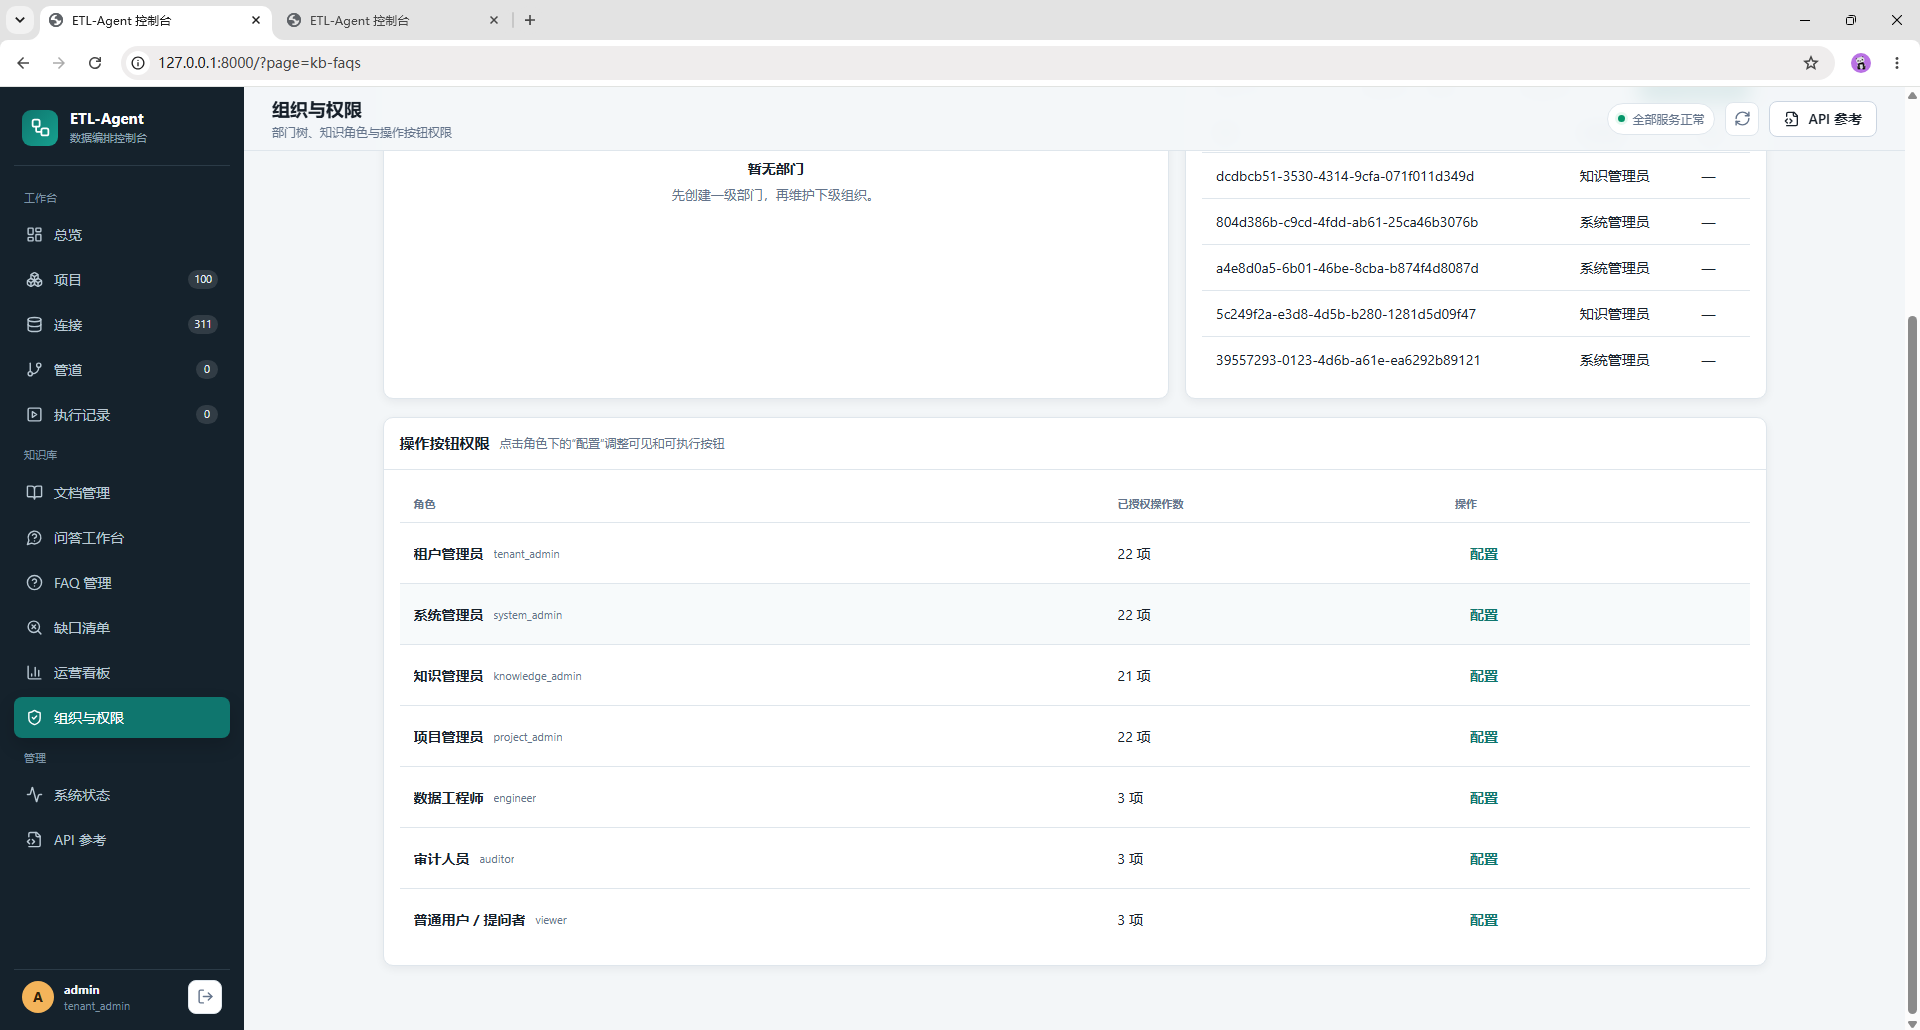 ETL-Agent 控制台
ETL-Agent 控制台
127.0.0.1:8000/?page=kb-faqs
ETL-Agent
数据编排控制台
工作台
总览
项目 100
连接 311
管道 0
执行记录 0
知识库
文档管理
问答工作台
FAQ 管理
缺口清单
运营看板
组织与权限
管理
系统状态
API 参考
A
admin
tenant_admin
组织与权限
部门树、知识角色与操作按钮权限
全部服务正常
API 参考
暂无部门
先创建一级部门，再维护下级组织。
dcdbcb51-3530-4314-9cfa-071f011d349d 知识管理员 —
804d386b-c9cd-4fdd-ab61-25ca46b3076b 系统管理员 —
a4e8d0a5-6b01-46be-8cba-b874f4d8087d 系统管理员 —
5c249f2a-e3d8-4d5b-b280-1281d5d09f47 知识管理员 —
39557293-0123-4d6b-a61e-ea6292b89121 系统管理员 —
操作按钮权限 点击角色下的“配置”调整可见和可执行按钮
角色 已授权操作数 操作
租户管理员 tenant_admin 22 项 配置
系统管理员 system_admin 22 项 配置
知识管理员 knowledge_admin 21 项 配置
项目管理员 project_admin 22 项 配置
数据工程师 engineer 3 项 配置
审计人员 auditor 3 项 配置
普通用户 / 提问者 viewer 3 项 配置